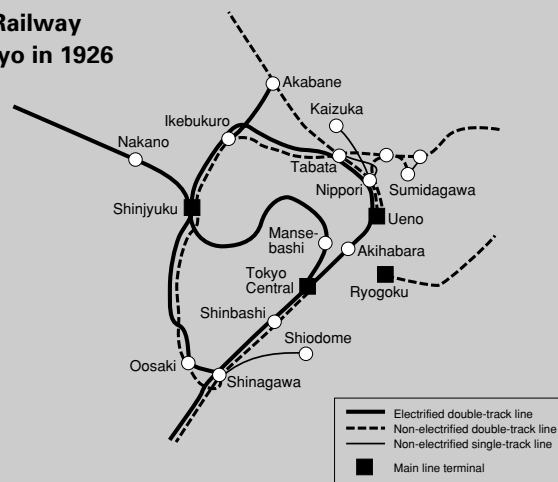 Railway
yo in 1926
Akabane
Kaizuka
Ikebukuro
Nakano
Tabata
Nippori
Sumidagawa
Shinjyuku
Ueno
Manse-
bashi
Akihabara
Tokyo
Central
Ryogoku
Shinbashi
Shiodome
Oosaki
Shinagawa
Electrified double-track line
Non-electrified double-track line
Non-electrified single-track line
Main line terminal